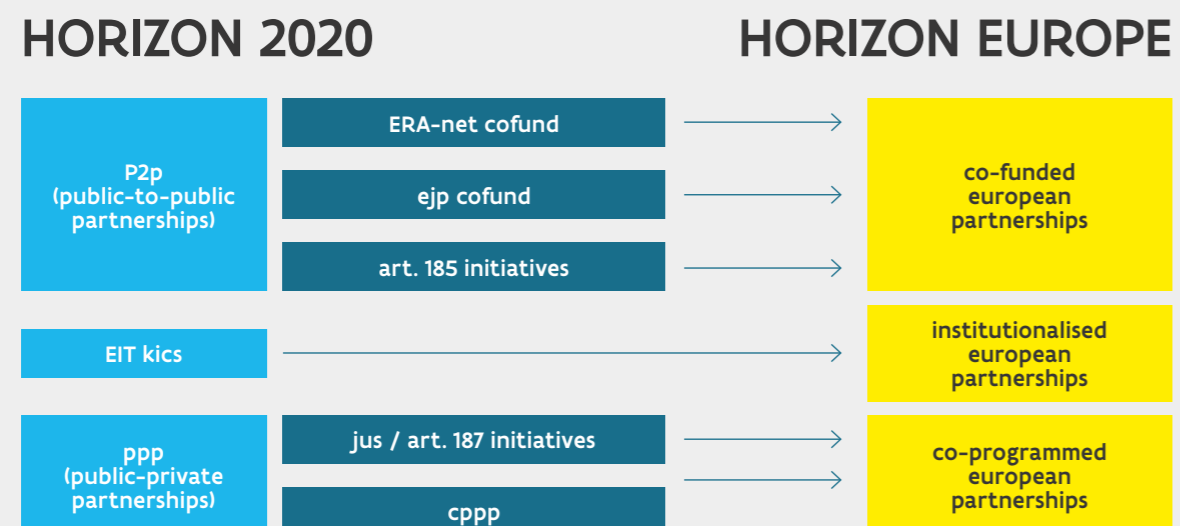 HORIZON 2020
HORIZON EUROPE
P2p
(public-to-public
partnerships)
ERA-net cofund
ejp cofund
art. 185 initiatives
co-funded
european
partnerships
EIT kics
institutionalised
european
partnerships
ppp
(public-private
partnerships)
jus / art. 187 initiatives
cppp
co-programmed
european
partnerships